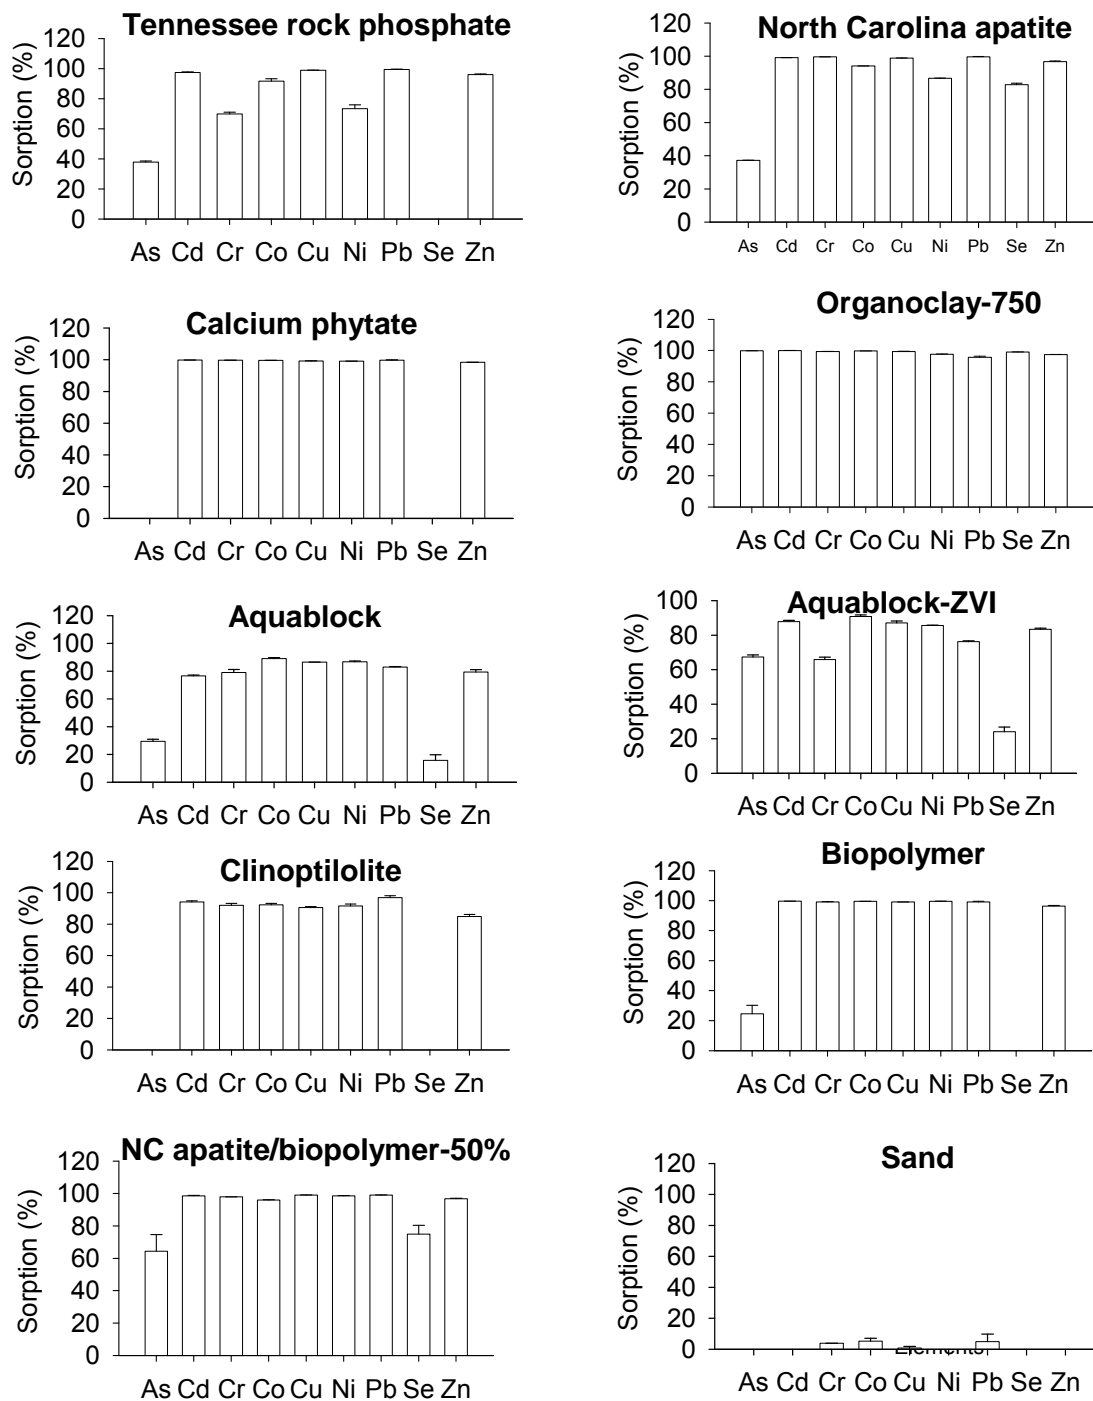 Tennessee rock phosphate
Sorption (%)
120
100
80
60
40
20
0
As Cd Cr Co Cu Ni Pb Se Zn
North Carolina apatite
Sorption (%)
120
100
80
60
40
20
0
As Cd Cr Co Cu Ni Pb Se Zn
Calcium phytate
Sorption (%)
120
100
80
60
40
20
0
As Cd Cr Co Cu Ni Pb Se Zn
Organoclay-750
Sorption (%)
120
100
80
60
40
20
0
As Cd Cr Co Cu Ni Pb Se Zn
Aquablock
Sorption (%)
120
100
80
60
40
20
0
As Cd Cr Co Cu Ni Pb Se Zn
Aquablock-ZVI
Sorption (%)
100
80
60
40
20
0
As Cd Cr Co Cu Ni Pb Se Zn
Clinoptilolite
Sorption (%)
120
100
80
60
40
20
0
As Cd Cr Co Cu Ni Pb Se Zn
Biopolymer
Sorption (%)
120
100
80
60
40
20
0
As Cd Cr Co Cu Ni Pb Se Zn
NC apatite/biopolymer-50%
Sorption (%)
120
100
80
60
40
20
0
As Cd Cr Co Cu Ni Pb Se Zn
Sand
Sorption (%)
120
100
80
60
40
20
0
Elements
As Cd Cr Co Cu Ni Pb Se Zn